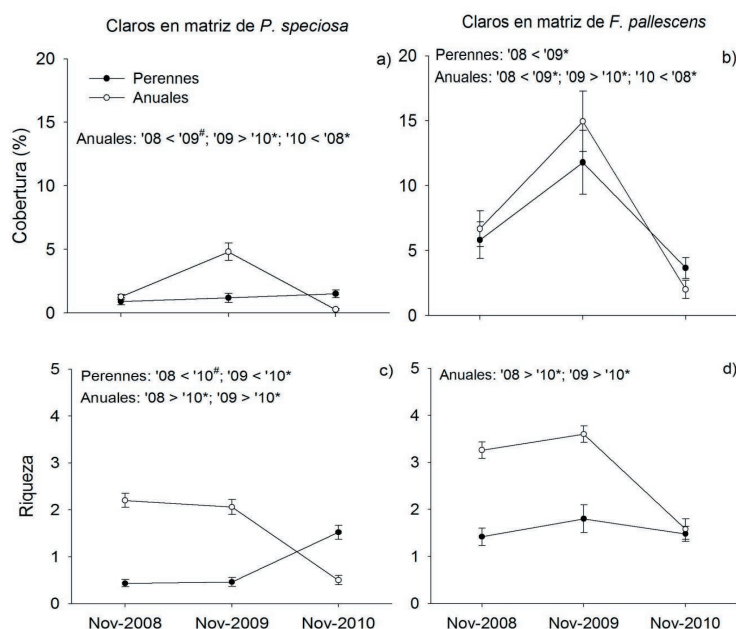 Claros en matriz de P. speciosa
Claros en matriz de F. pallescens
a)
20
15
10
5
0
Cobertura (%)
Perennes
Anuales
Anuales: '08 < '09#; '09 > '10*; '10 < '08*
b)
20
15
10
5
0
Perennes: '08 < '09*
Anuales: '08 < '09*; '09 > '10*; '10 < '08*
c)
5
4
3
2
1
0
Riqueza
Perennes: '08 < '10#; '09 < '10*
Anuales: '08 > '10*; '09 > '10*
Nov-2008 Nov-2009 Nov-2010
d)
5
4
3
2
1
0
Anuales: '08 > '10*; '09 > '10*
Nov-2008 Nov-2009 Nov-2010